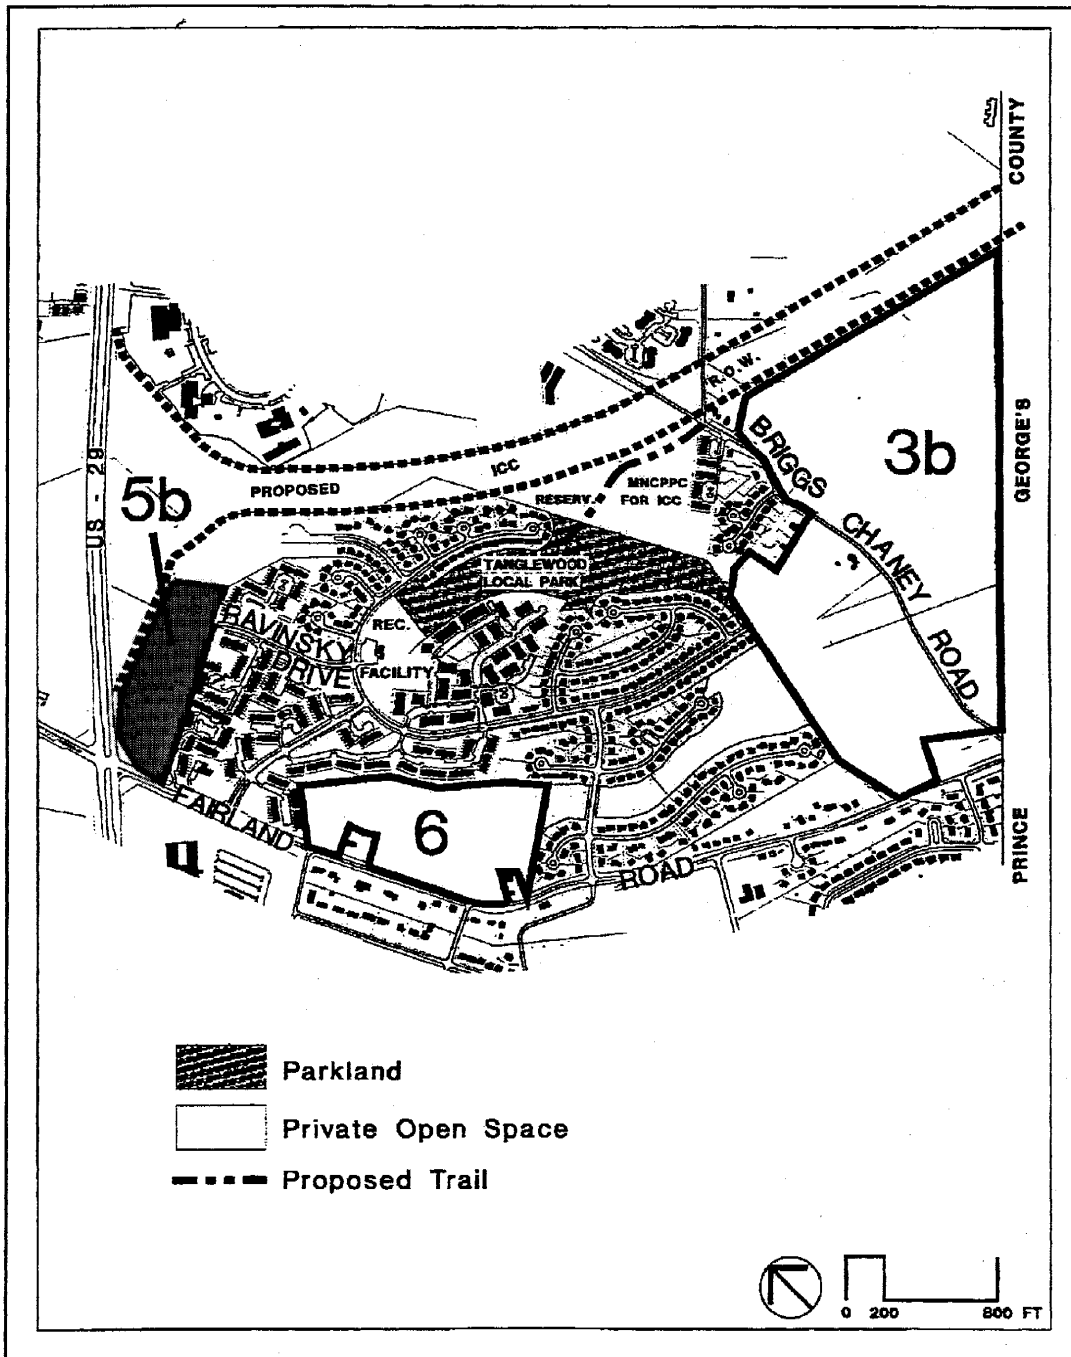 COUNTY
GEORGE'S
PRINCE
US - 29
5b
PROPOSED
ICC
R.O.W.
BRIGGS
CHANEY
ROAD
3b
RESERV.
MNCPPC
FOR ICC
TANGLEWOOD
LOCAL PARK
RAVINSKY
DRIVE
REC.
FACILITY
FAIRLAND
ROAD
6
Parkland
Private Open Space
Proposed Trail
0 200 800 FT